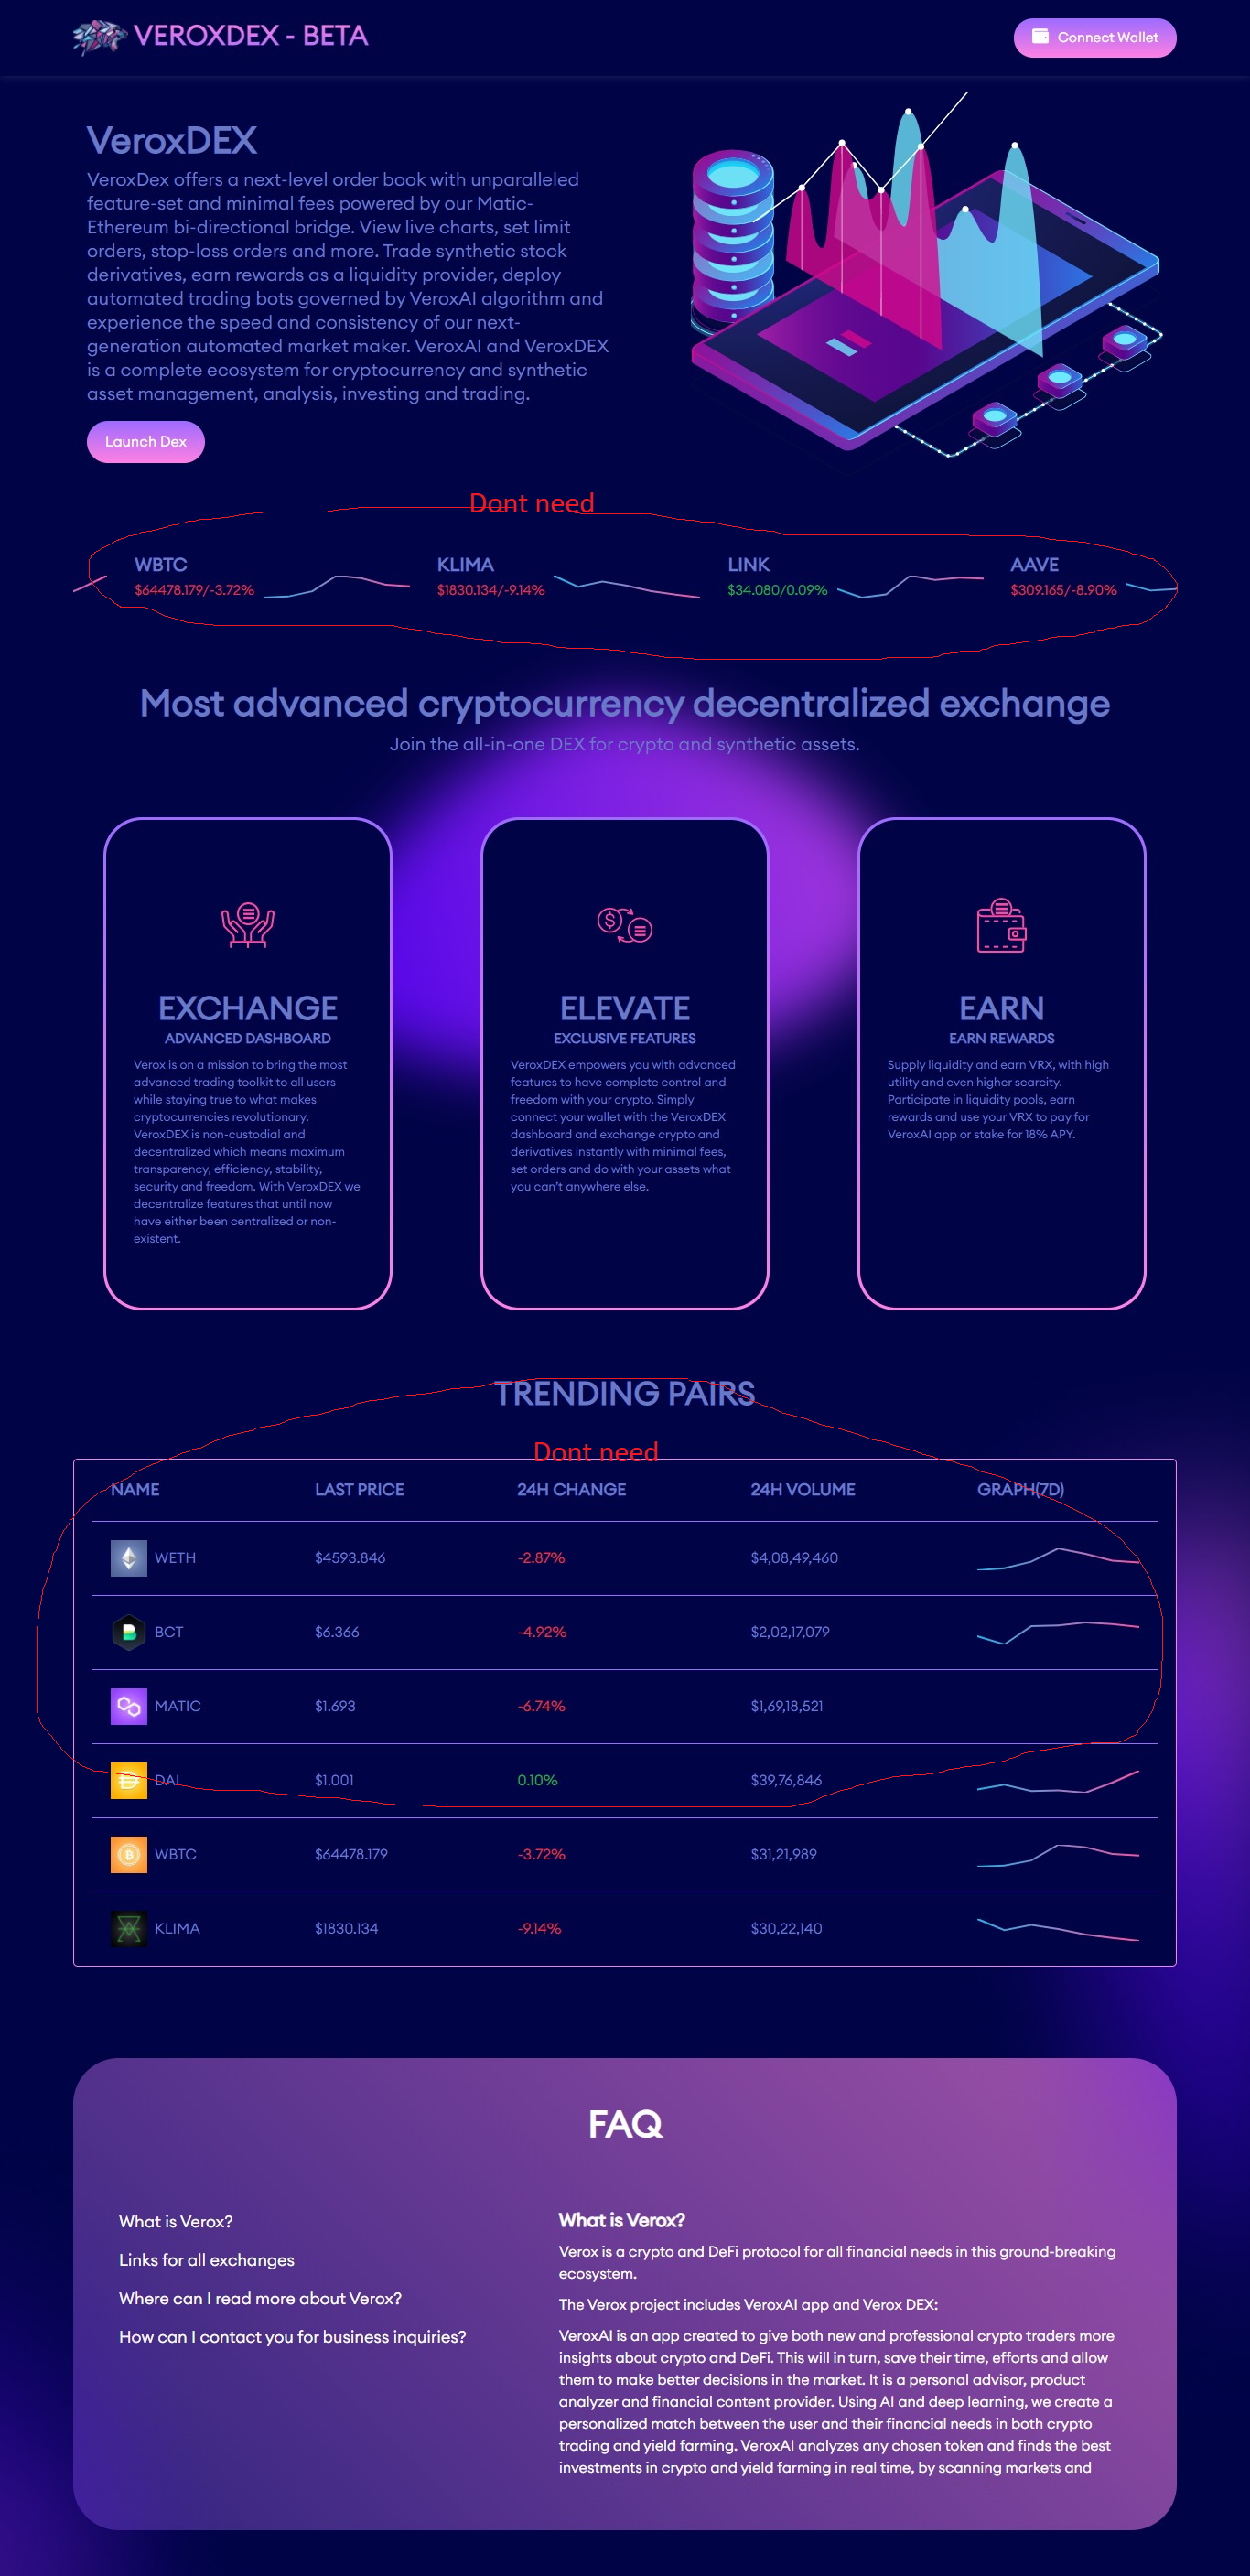 VEROXDEX - BETA
Connect Wallet
VeroxDEX
VeroxDex offers a next-level order book with unparalleled
feature-set and minimal fees powered by our Matic-
Ethereum bi-directional bridge. View live charts, set limit
orders, stop-loss orders and more. Trade synthetic stock
derivatives, earn rewards as a liquidity provider, deploy
automated trading bots governed by VeroxAI algorithm and
experience the speed and consistency of our next-
generation automated market maker. VeroxAI and VeroxDEX
is a complete ecosystem for cryptocurrency and synthetic
asset management, analysis, investing and trading.
Launch Dex
Dont need
WBTC
$64478.179/-3.72%
KLIMA
$1830.134/-9.14%
LINK
$34.080/0.09%
AAVE
$309.165/-8.90%
Most advanced cryptocurrency decentralized exchange
Join the all-in-one DEX for crypto and synthetic assets.
EXCHANGE
ADVANCED DASHBOARD
Verox is on a mission to bring the most
advanced trading toolkit to all users
while staying true to what makes
cryptocurrencies revolutionary.
VeroxDEX is non-custodial and
decentralized which means maximum
transparency, efficiency, stability,
security and freedom. With VeroxDEX we
decentralize features that until now
have either been centralized or non-
existent.
ELEVATE
EXCLUSIVE FEATURES
VeroxDEX empowers you with advanced
features to have complete control and
freedom with your crypto. Simply
connect your wallet with the VeroxDEX
dashboard and exchange crypto and
derivatives instantly with minimal fees,
set orders and do with your assets what
you can't anywhere else.
EARN
EARN REWARDS
Supply liquidity and earn VRX, with high
utility and even higher scarcity.
Participate in liquidity pools, earn
rewards and use your VRX to pay for
VeroxAI app or stake for 18% APY.
TRENDING PAIRS
Dont need
NAME LAST PRICE 24H CHANGE 24H VOLUME GRAPH(7D)
WETH $4593.846 -2.87% $4,08,49,460
BCT $6.366 -4.92% $2,02,17,079
MATIC $1.693 -6.74% $1,69,18,521
DAI $1.001 0.10% $39,76,846
WBTC $64478.179 -3.72% $31,21,989
KLIMA $1830.134 -9.14% $30,22,140
FAQ
What is Verox?
Links for all exchanges
Where can I read more about Verox?
How can I contact you for business inquiries?
What is Verox?
Verox is a crypto and DeFi protocol for all financial needs in this ground-breaking
ecosystem.
The Verox project includes VeroxAI app and Verox DEX:
VeroxAI is an app created to give both new and professional crypto traders more
insights about crypto and DeFi. This will in turn, save their time, efforts and allow
them to make better decisions in the market. It is a personal advisor, product
analyzer and financial content provider. Using AI and deep learning, we create a
personalized match between the user and their financial needs in both crypto
trading and yield farming. VeroxAI analyzes any chosen token and finds the best
investments in crypto and yield farming in real time, by scanning markets and